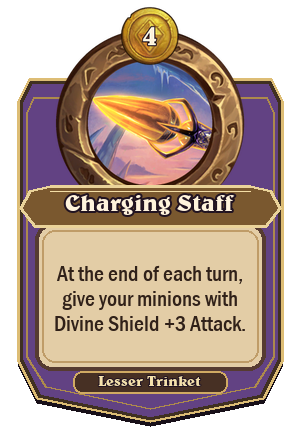 4
Charging Staff
At the end of each turn,
give your minions with
Divine Shield +3 Attack.
Lesser Trinket